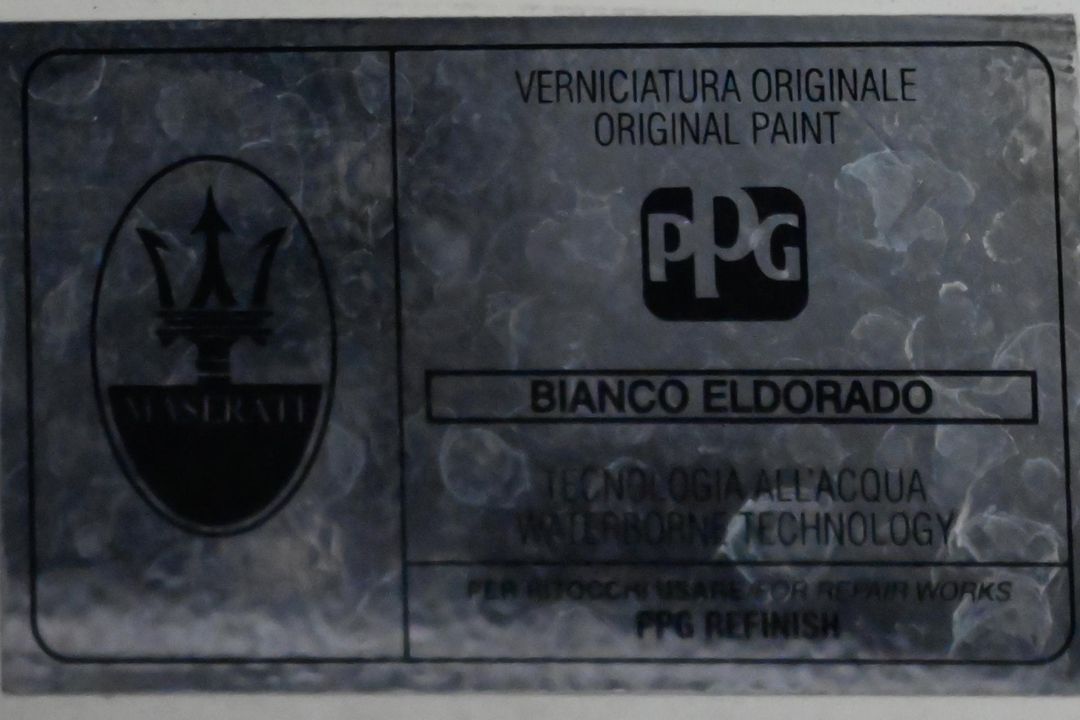 VERNICIATURA ORIGINALE
ORIGINAL PAINT
PPG
MASERATI
BIANCO ELDORADO
TECNOLOGIA ALL'ACQUA
WATERBORNE TECHNOLOGY
PER RITOCCHI USARE/FOR REPAIR WORKS
PPG REFINISH